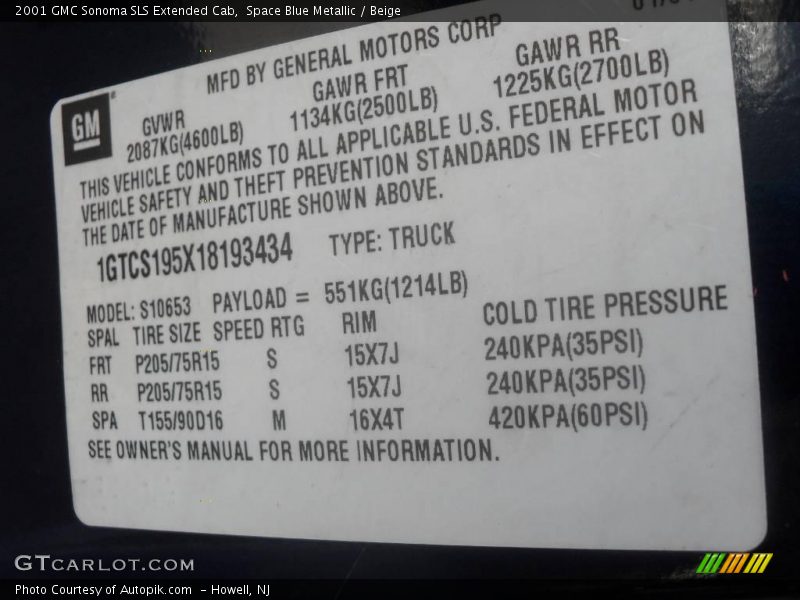 2001 GMC Sonoma SLS Extended Cab,  Space Blue Metallic / Beige
MFD BY GENERAL MOTORS CORP
GM
GVWR GAWR FRT GAWR RR
2087KG(4600LB) 1134KG(2500LB) 1225KG(2700LB)
THIS VEHICLE CONFORMS TO ALL APPLICABLE U.S. FEDERAL MOTOR
VEHICLE SAFETY AND THEFT PREVENTION STANDARDS IN EFFECT ON
THE DATE OF MANUFACTURE SHOWN ABOVE.
1GTCS195X18193434 TYPE: TRUCK
MODEL: S10653 PAYLOAD = 551KG(1214LB)
SPAL TIRE SIZE SPEED RTG RIM COLD TIRE PRESSURE
FRT P205/75R15 S 15X7J 240KPA(35PSI)
RR P205/75R15 S 15X7J 240KPA(35PSI)
SPA T155/90D16 M 16X4T 420KPA(60PSI)
SEE OWNER'S MANUAL FOR MORE INFORMATION.
GTCARLOT.COM
Photo Courtesy of Autopik.com  - Howell, NJ